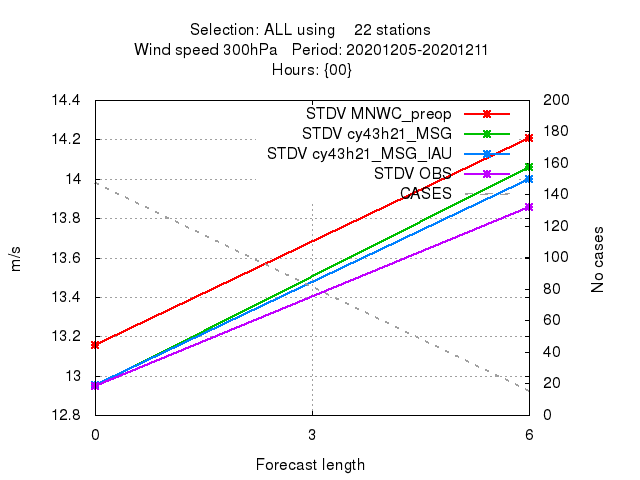 Selection: ALL using 22 stations
Wind speed 300hPa Period: 20201205-20201211
Hours: {00}
14.4
14.2
14
13.8
13.6
13.4
13.2
13
12.8
m/s
STDV MNWC_preop
STDV cy43h21_MSG
STDV cy43h21_MSG_IAU
STDV OBS
CASES
200
180
160
140
120
100
80
60
40
20
0
No cases
0 3 6
Forecast length